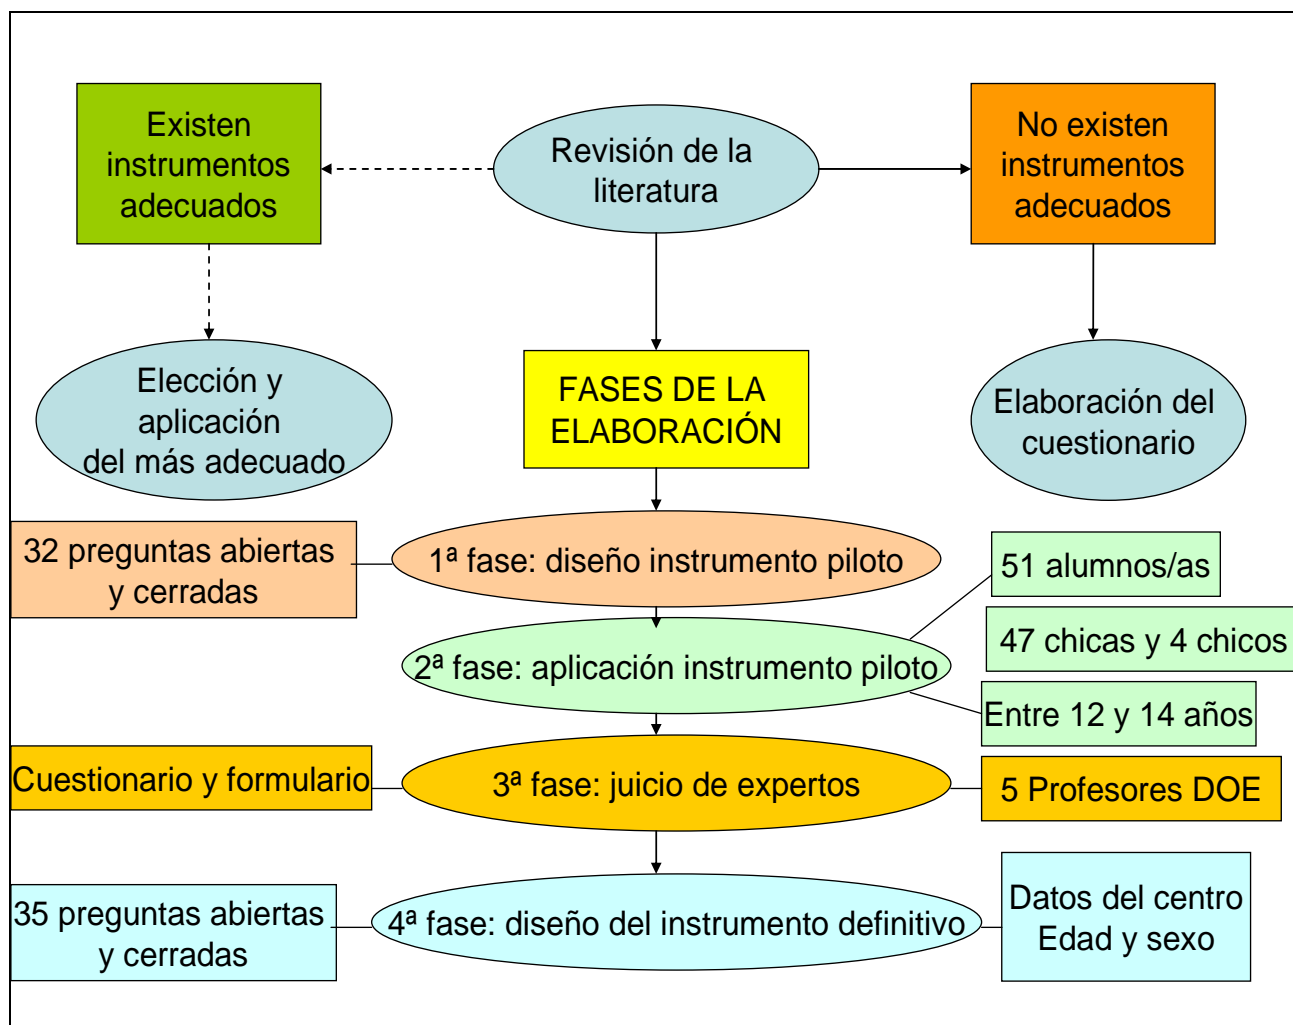 Existen
instrumentos
adecuados
Revisión de la
literatura
No existen
instrumentos
adecuados
Elección y
aplicación
del más adecuado
FASES DE LA
ELABORACIÓN
Elaboración del
cuestionario
32 preguntas abiertas
y cerradas
1ª fase: diseño instrumento piloto
51 alumnos/as
47 chicas y 4 chicos
2ª fase: aplicación instrumento piloto
Entre 12 y 14 años
Cuestionario y formulario
3ª fase: juicio de expertos
5 Profesores DOE
35 preguntas abiertas
y cerradas
4ª fase: diseño del instrumento definitivo
Datos del centro
Edad y sexo